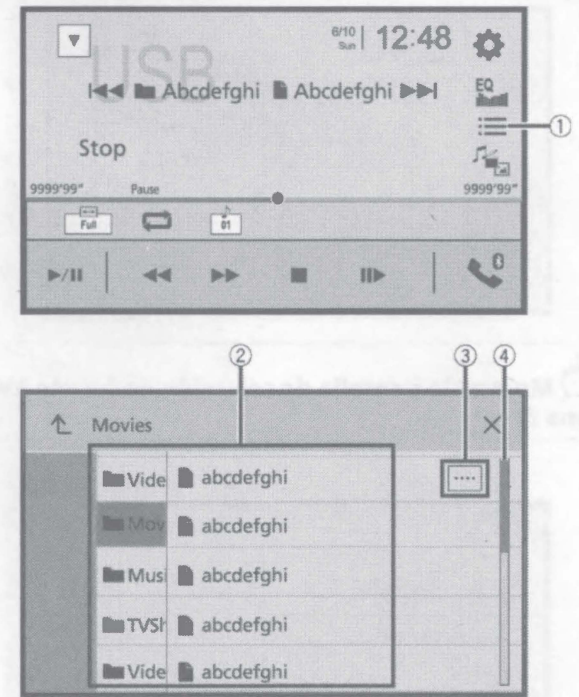 USB
6/10
Sun
12:48
EQ
Abcdefghi Abcdefghi
①
Stop
9999'99" Pause 9999'99"
Full 01
② ③ ④
Movies
Vide abcdefghi
Mov abcdefghi
Musi abcdefghi
TVSh abcdefghi
Vide abcdefghi